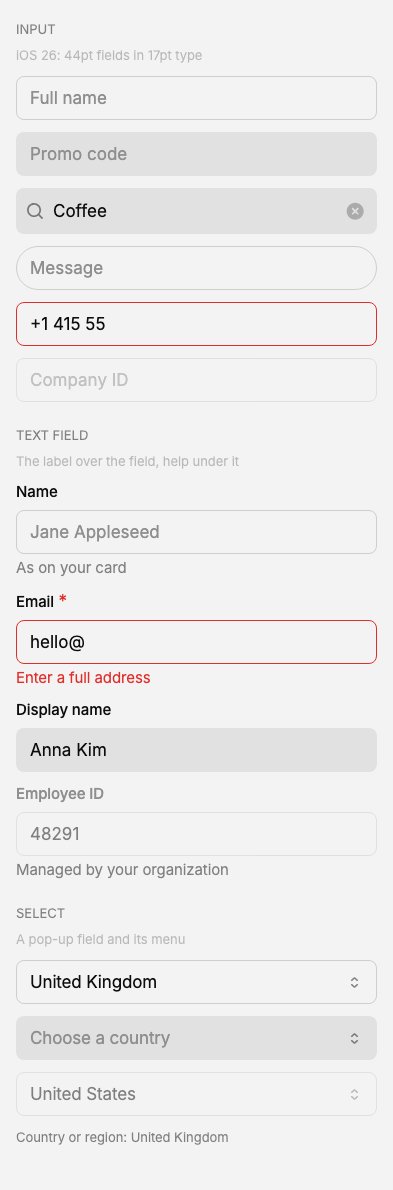 INPUT
iOS 26: 44pt fields in 17pt type
Full name
Promo code
Coffee
Message
+1 415 55
Company ID
TEXT FIELD
The label over the field, help under it
Name
Jane Appleseed
As on your card
Email *
hello@
Enter a full address
Display name
Anna Kim
Employee ID
48291
Managed by your organization
SELECT
A pop-up field and its menu
United Kingdom
Choose a country
United States
Country or region: United Kingdom